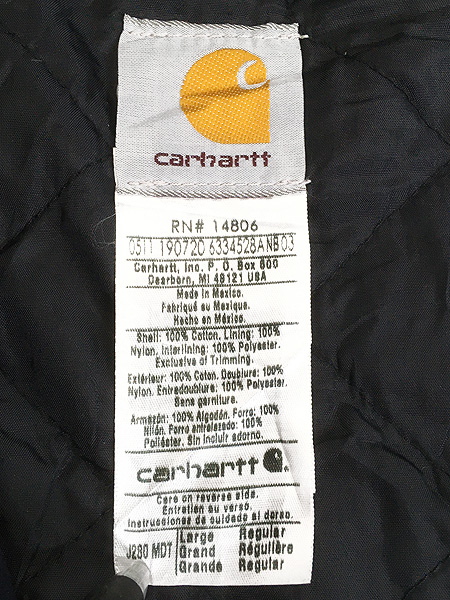 carhartt
RN# 14806
0511 190720 6334528ANB 03
Carhartt, Inc. P. O. Box 600
Dearborn, MI 48121 USA
Made in Mexico.
Fabriqué au Mexique.
Hecho en México.
Shell: 100% Cotton. Lining: 100%
Nylon. Interlining: 100% Polyester.
Exclusive of Trimming.
Extérieur: 100% Coton. Doublure: 100%
Nylon. Entredoublure: 100% Polyester.
Sans garniture.
Armazón: 100% Algodón. Forro: 100%
Nilón. Forro entrelazado: 100%
Poliéster. Sin incluir adorno.
carhartt
Care on reverse side.
Entretien au verso.
Instrucciones de cuidado al dorso.
J280 MDT Large Regular
Grand Régulière
Grande Regular